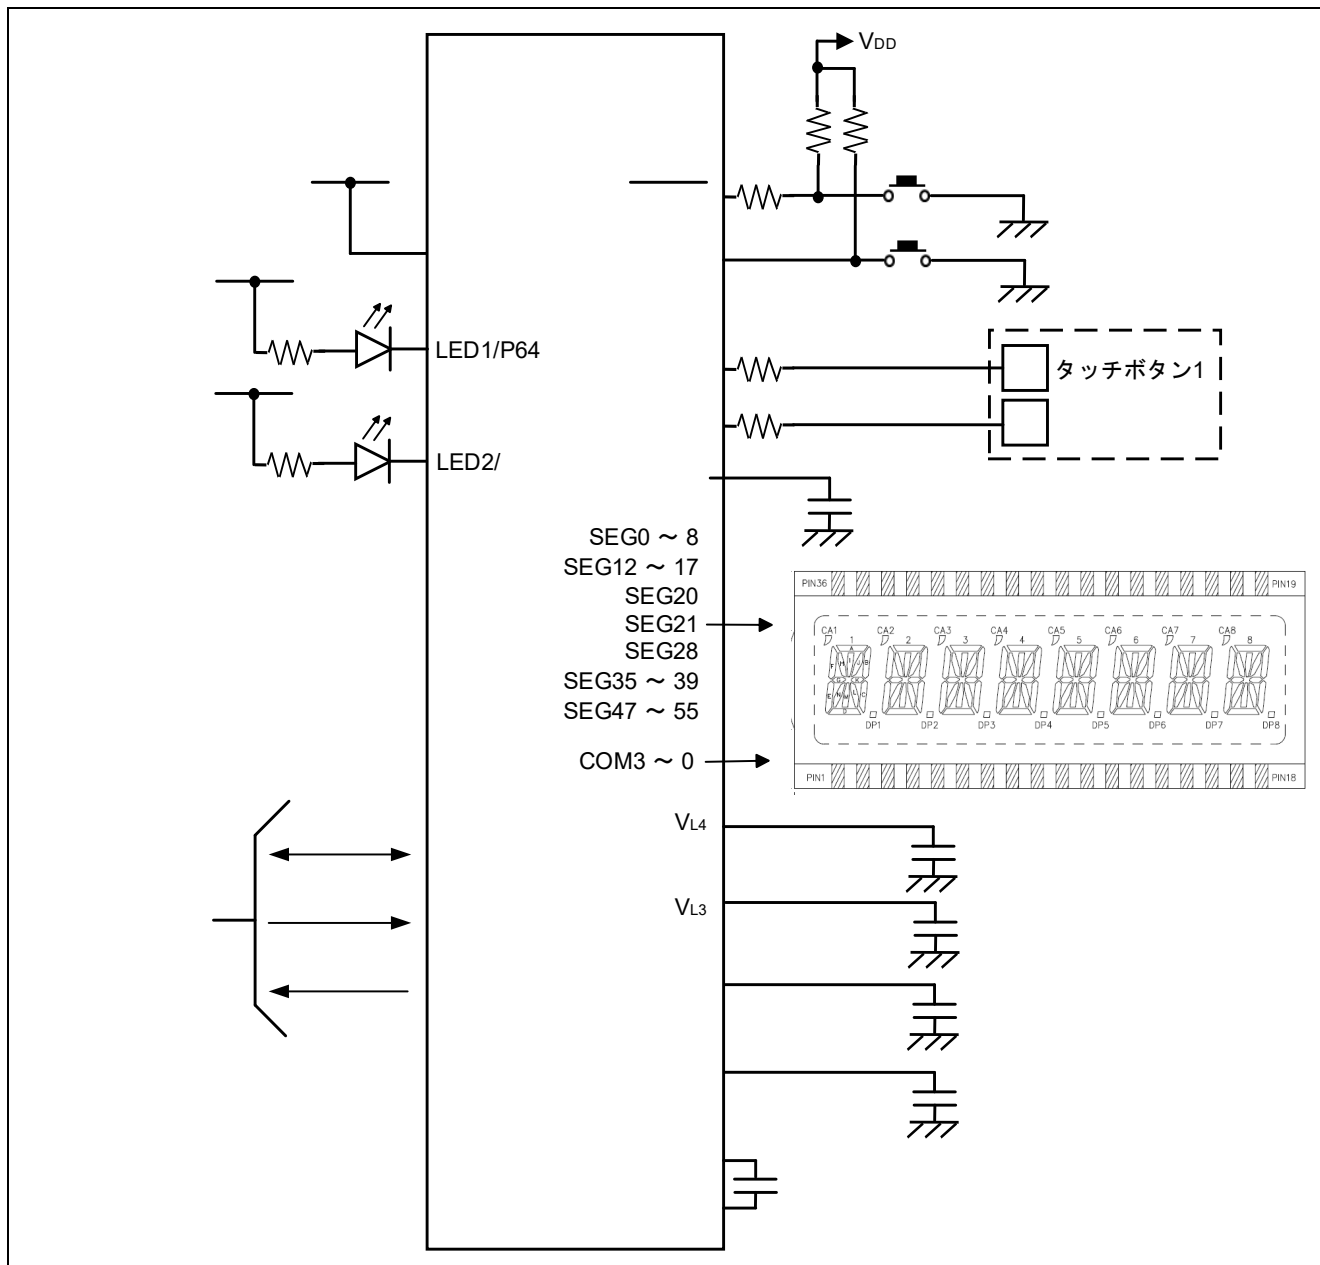 VDD
LED1/P64
タッチボタン1
LED2/
SEG0 ～ 8
SEG12 ～ 17
SEG20
SEG21
SEG28
SEG35 ～ 39
SEG47 ～ 55
COM3 ～ 0
PIN36 PIN19
CA1 CA2 CA3 CA4 CA5 CA6 CA7 CA8
1 2 3 4 5 6 7 8
A
F H I J B
G K
E N M L C
D
DP1 DP2 DP3 DP4 DP5 DP6 DP7 DP8
PIN1 PIN18
VL4
VL3